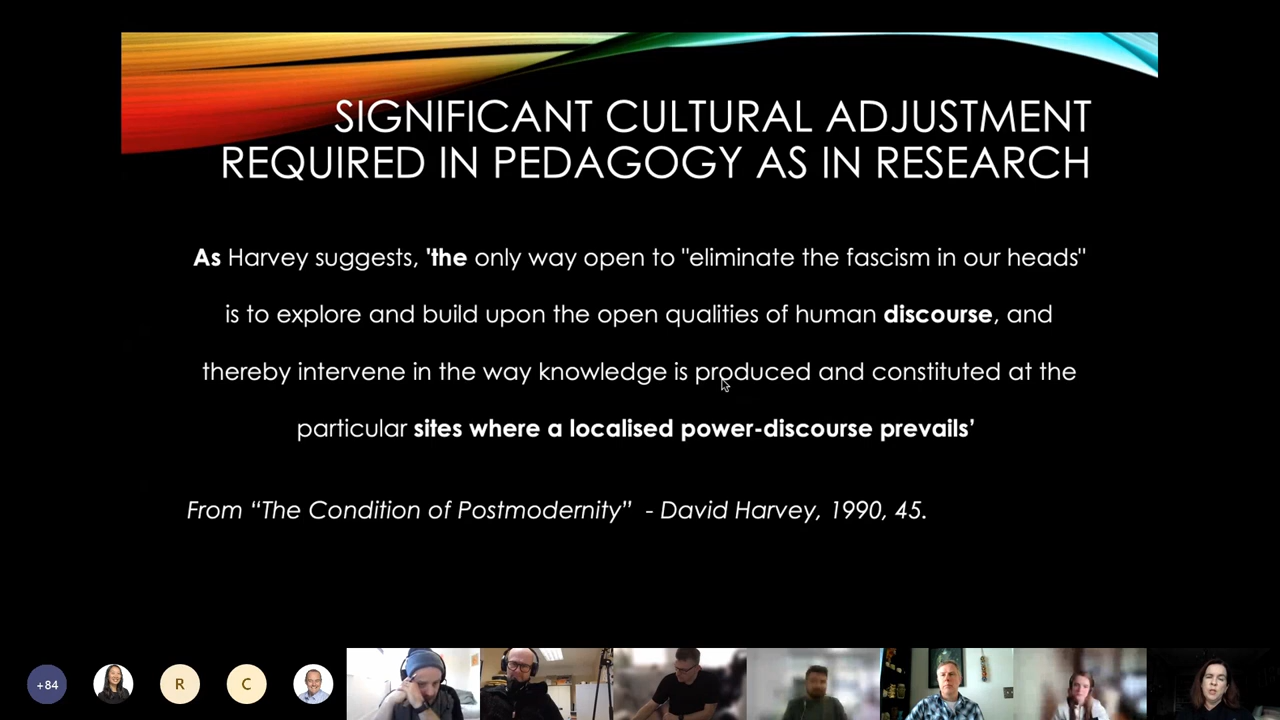 SIGNIFICANT CULTURAL ADJUSTMENT
REQUIRED IN PEDAGOGY AS IN RESEARCH
As Harvey suggests, 'the only way open to "eliminate the fascism in our heads"
is to explore and build upon the open qualities of human discourse, and
thereby intervene in the way knowledge is produced and constituted at the
particular sites where a localised power-discourse prevails’
From “The Condition of Postmodernity” - David Harvey, 1990, 45.
+84
R
C